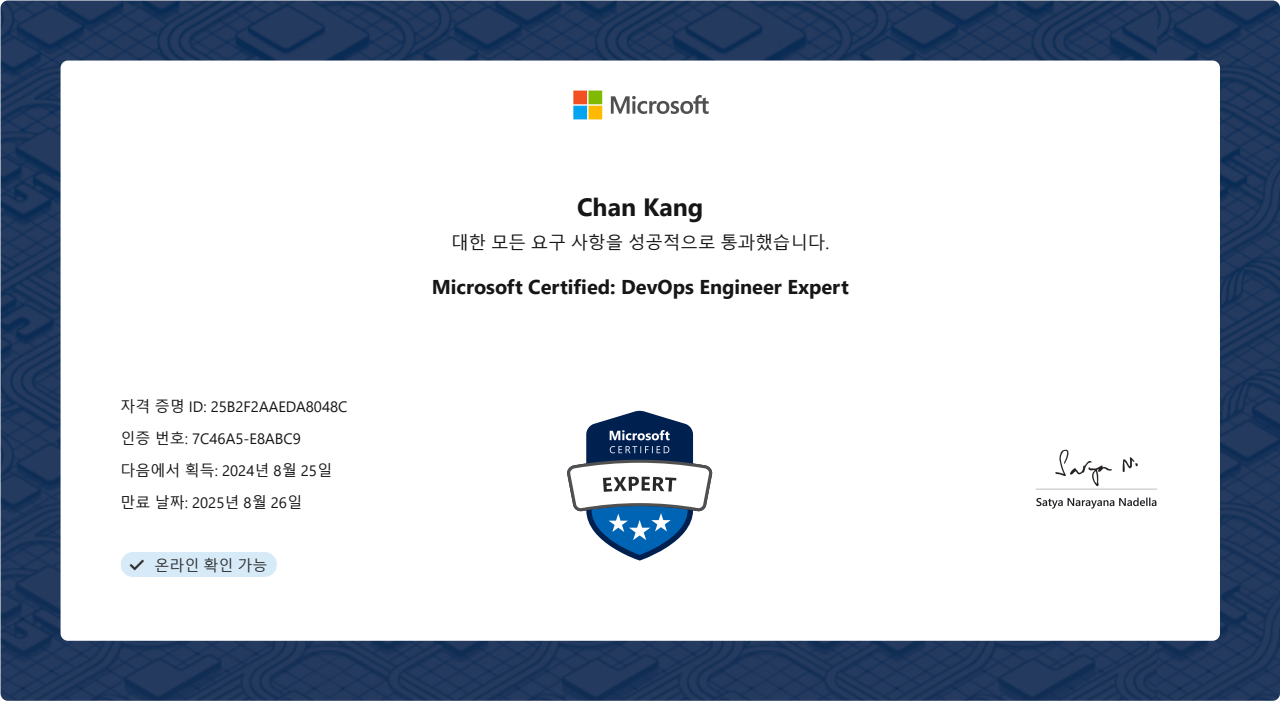 Microsoft
Chan Kang
대한 모든 요구 사항을 성공적으로 통과했습니다.
Microsoft Certified: DevOps Engineer Expert
자격 증명 ID: 25B2F2AAEDA8048C
인증 번호: 7C46A5-E8ABC9
다음에서 획득: 2024년 8월 25일
만료 날짜: 2025년 8월 26일
온라인 확인 가능
Microsoft
CERTIFIED
EXPERT
Satya N.
Satya Narayana Nadella